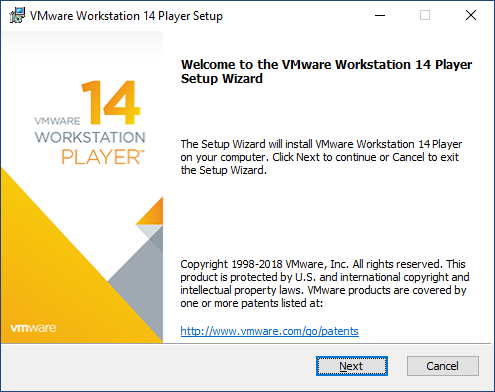 VMware Workstation 14 Player Setup
VMWARE 14
WORKSTATION
PLAYER™
vmware
Welcome to the VMware Workstation 14 Player
Setup Wizard
The Setup Wizard will install VMware Workstation 14 Player
on your computer. Click Next to continue or Cancel to exit
the Setup Wizard.
Copyright 1998-2018 VMware, Inc. All rights reserved. This
product is protected by U.S. and international copyright and
intellectual property laws. VMware products are covered by
one or more patents listed at:
http://www.vmware.com/go/patents
Next
Cancel